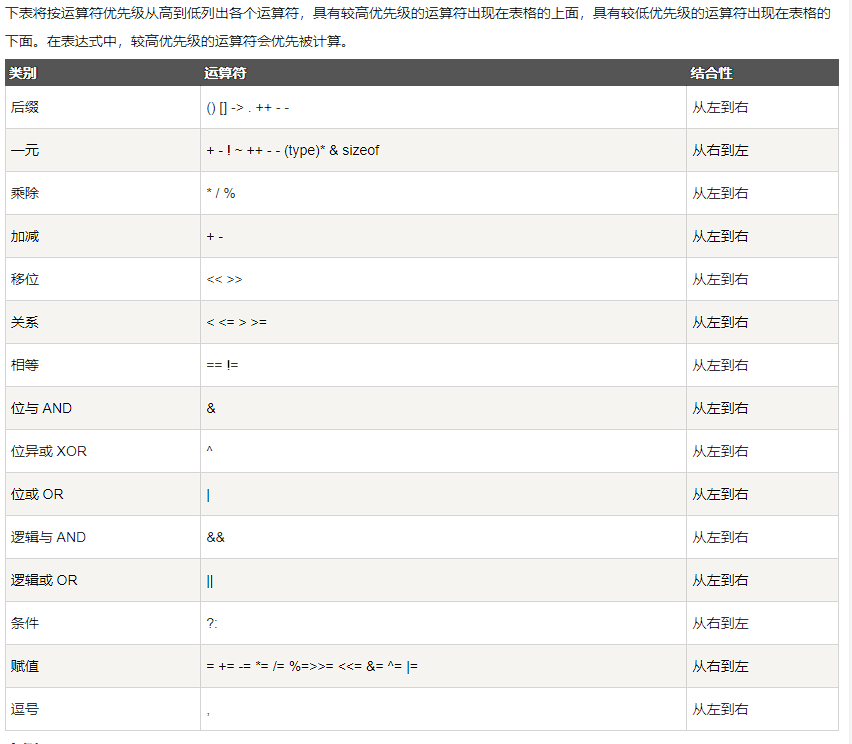 下表将按运算符优先级从高到低列出各个运算符，具有较高优先级的运算符出现在表格的上面，具有较低优先级的运算符出现在表格的
下面。在表达式中，较高优先级的运算符会优先被计算。
类别 运算符 结合性
后缀 () [] -> . ++ - - 从左到右
一元 + - ! ~ ++ - - (type)* & sizeof 从右到左
乘除 * / % 从左到右
加减 + - 从左到右
移位 << >> 从左到右
关系 < <= > >= 从左到右
相等 == != 从左到右
位与 AND & 从左到右
位异或 XOR ^ 从左到右
位或 OR | 从左到右
逻辑与 AND && 从左到右
逻辑或 OR || 从左到右
条件 ?: 从右到左
赋值 = += -= *= /= %=>>= <<= &= ^= |= 从右到左
逗号 , 从左到右